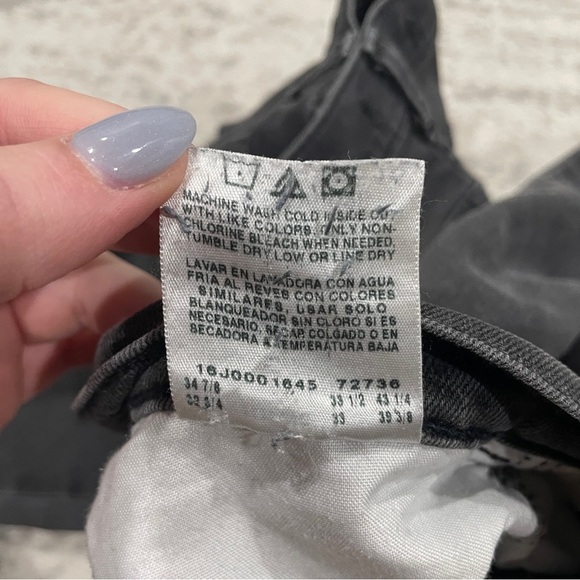 MACHINE WASH COLD INSIDE OUT
WITH LIKE COLORS. ONLY NON-
CHLORINE BLEACH WHEN NEEDED.
TUMBLE DRY LOW OR LINE DRY
LAVAR EN LAVADORA CON AGUA
FRIA AL REVES CON COLORES
SIMILARES, USAR SOLO
BLANQUEADOR SIN CLORO SI ES
NECESARIO, SECAR COLGADO O EN
SECADORA A TEMPERATURA BAJA
16J0001645 72736
34 7/8 38 1/2 43 1/4
32 3/4 33 39 3/8